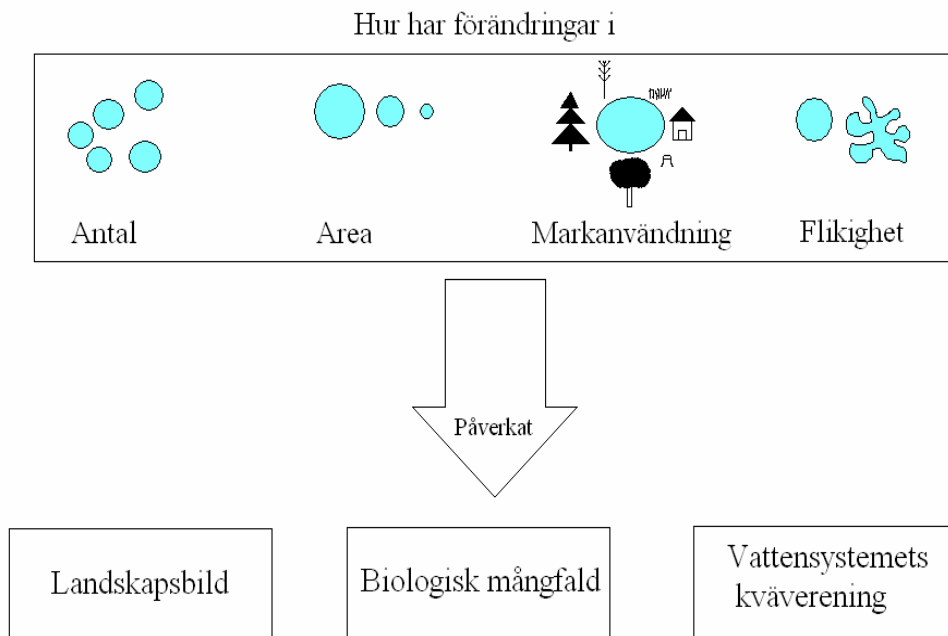 Hur har förändringar i
Antal
Area
Markanvändning
Flikighet
Påverkat
Landskapsbild
Biologisk mångfald
Vattensystemets
kväverening